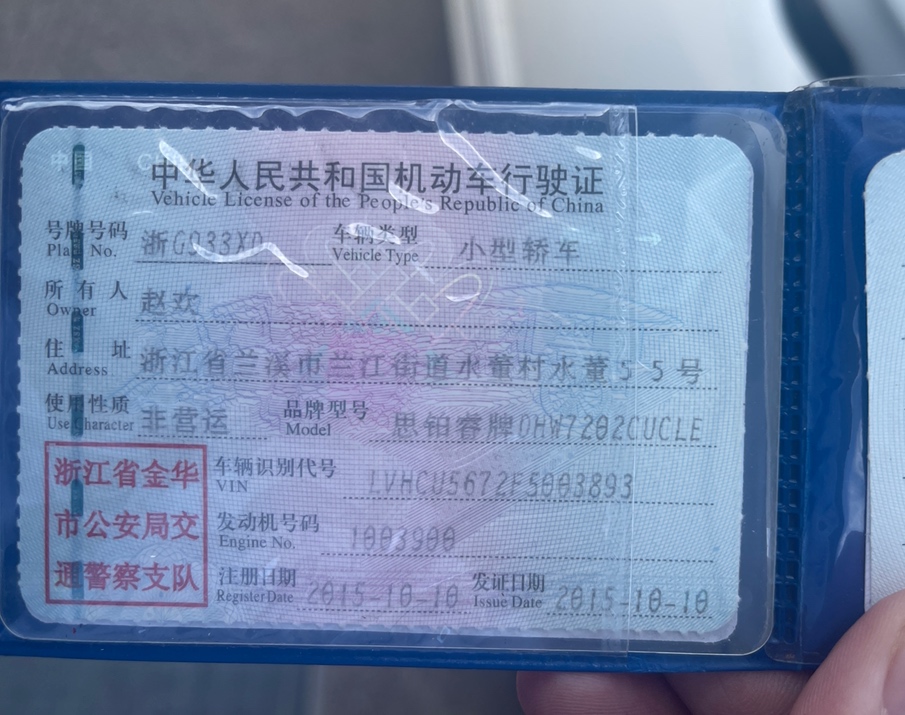 中华人民共和国机动车行驶证
Vehicle License of the People's Republic of China
号牌号码 浙G933XD 车辆类型 小型轿车
Plate No. Vehicle Type
所有人 赵欢
Owner
住址 浙江省兰溪市兰江街道水董村水董55号
Address
使用性质 非营运 品牌型号 思铂睿牌DHW7202CUCLE
Use Character Model
浙江省金华 车辆识别代号 LVHCU5672F5003893
VIN
市公安局交 发动机号码 1003900
Engine No.
通警察支队 注册日期 2015-10-10 发证日期 2015-10-10
Register Date Issue Date